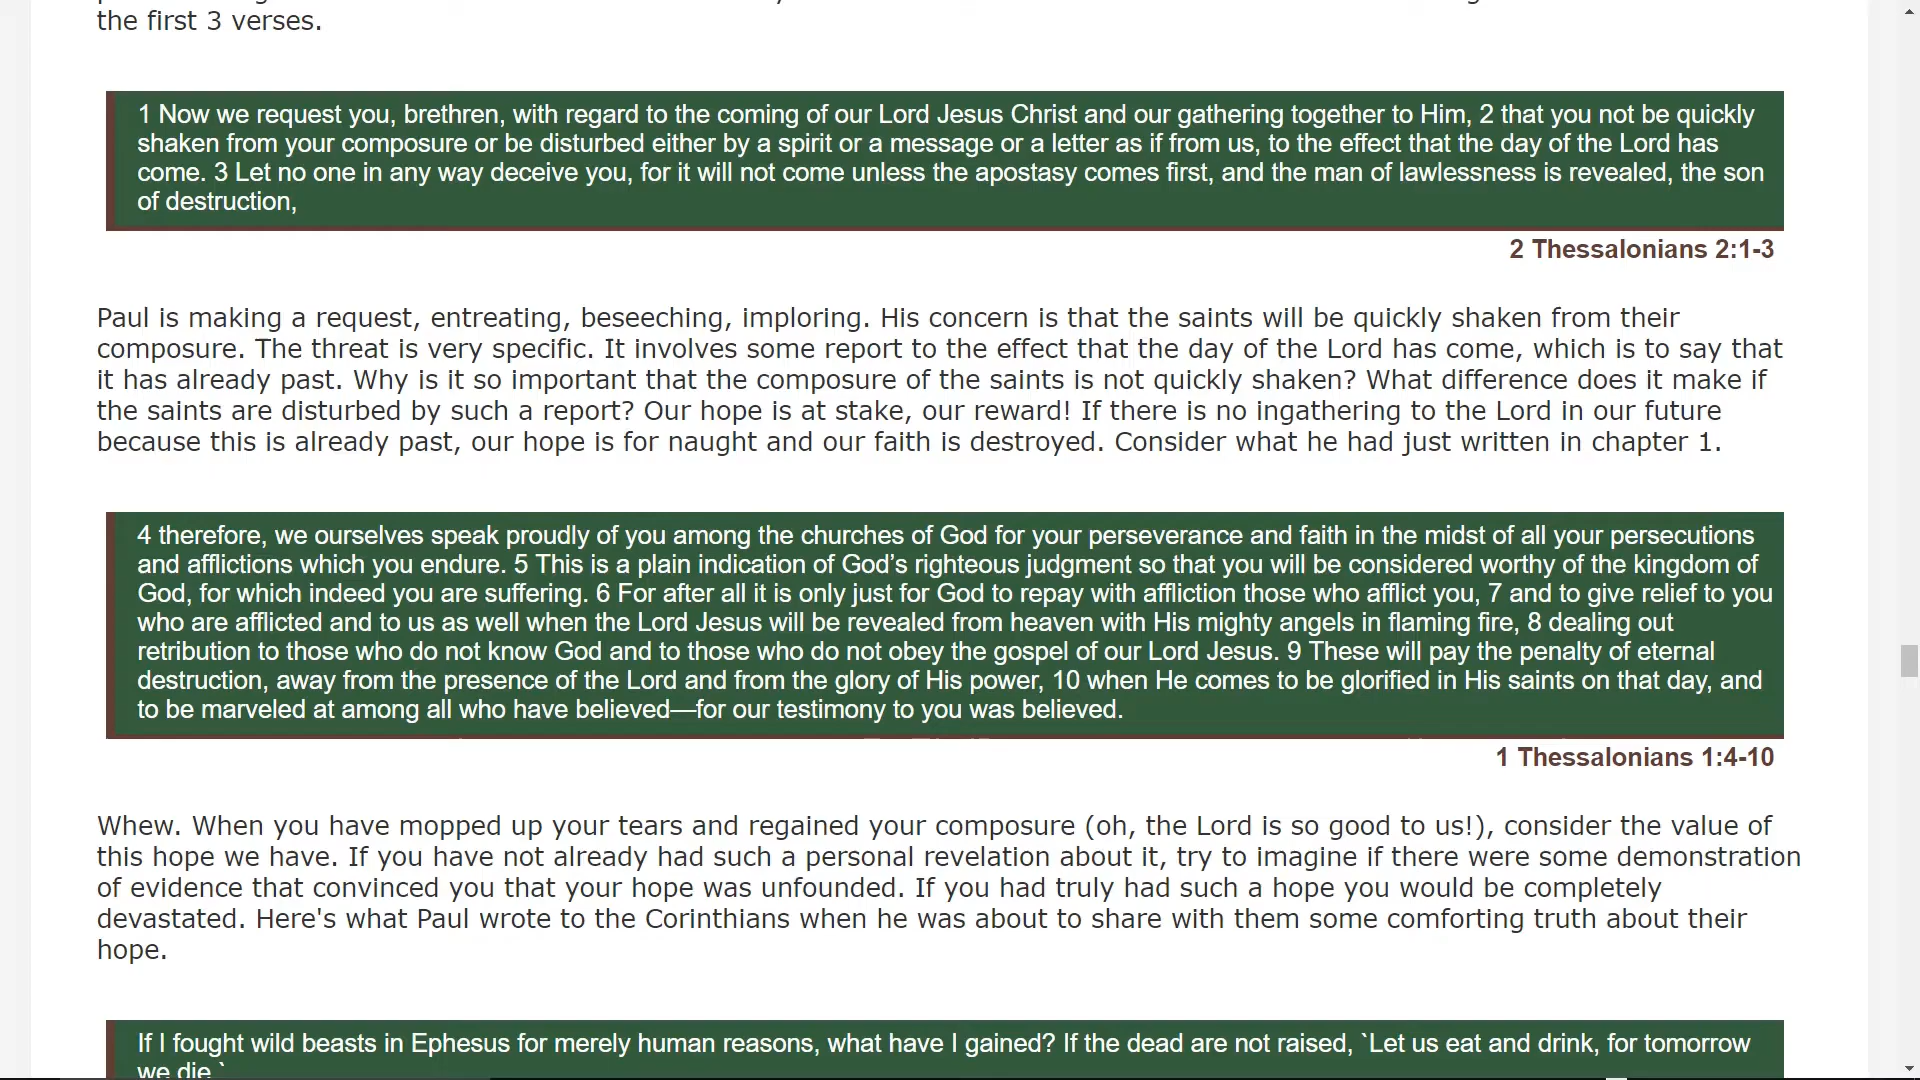 the first 3 verses.
1 Now we request you, brethren, with regard to the coming of our Lord Jesus Christ and our gathering together to Him, 2 that you not be quickly
shaken from your composure or be disturbed either by a spirit or a message or a letter as if from us, to the effect that the day of the Lord has
come. 3 Let no one in any way deceive you, for it will not come unless the apostasy comes first, and the man of lawlessness is revealed, the son
of destruction,
2 Thessalonians 2:1-3
Paul is making a request, entreating, beseeching, imploring. His concern is that the saints will be quickly shaken from their
composure. The threat is very specific. It involves some report to the effect that the day of the Lord has come, which is to say that
it has already past. Why is it so important that the composure of the saints is not quickly shaken? What difference does it make if
the saints are disturbed by such a report? Our hope is at stake, our reward! If there is no ingathering to the Lord in our future
because this is already past, our hope is for naught and our faith is destroyed. Consider what he had just written in chapter 1.
4 therefore, we ourselves speak proudly of you among the churches of God for your perseverance and faith in the midst of all your persecutions
and afflictions which you endure. 5 This is a plain indication of God’s righteous judgment so that you will be considered worthy of the kingdom of
God, for which indeed you are suffering. 6 For after all it is only just for God to repay with affliction those who afflict you, 7 and to give relief to you
who are afflicted and to us as well when the Lord Jesus will be revealed from heaven with His mighty angels in flaming fire, 8 dealing out
retribution to those who do not know God and to those who do not obey the gospel of our Lord Jesus. 9 These will pay the penalty of eternal
destruction, away from the presence of the Lord and from the glory of His power, 10 when He comes to be glorified in His saints on that day, and
to be marveled at among all who have believed—for our testimony to you was believed.
1 Thessalonians 1:4-10
Whew. When you have mopped up your tears and regained your composure (oh, the Lord is so good to us!), consider the value of
this hope we have. If you have not already had such a personal revelation about it, try to imagine if there were some demonstration
of evidence that convinced you that your hope was unfounded. If you had truly had such a hope you would be completely
devastated. Here's what Paul wrote to the Corinthians when he was about to share with them some comforting truth about their
hope.
If I fought wild beasts in Ephesus for merely human reasons, what have I gained? If the dead are not raised, `Let us eat and drink, for tomorrow
we die.`